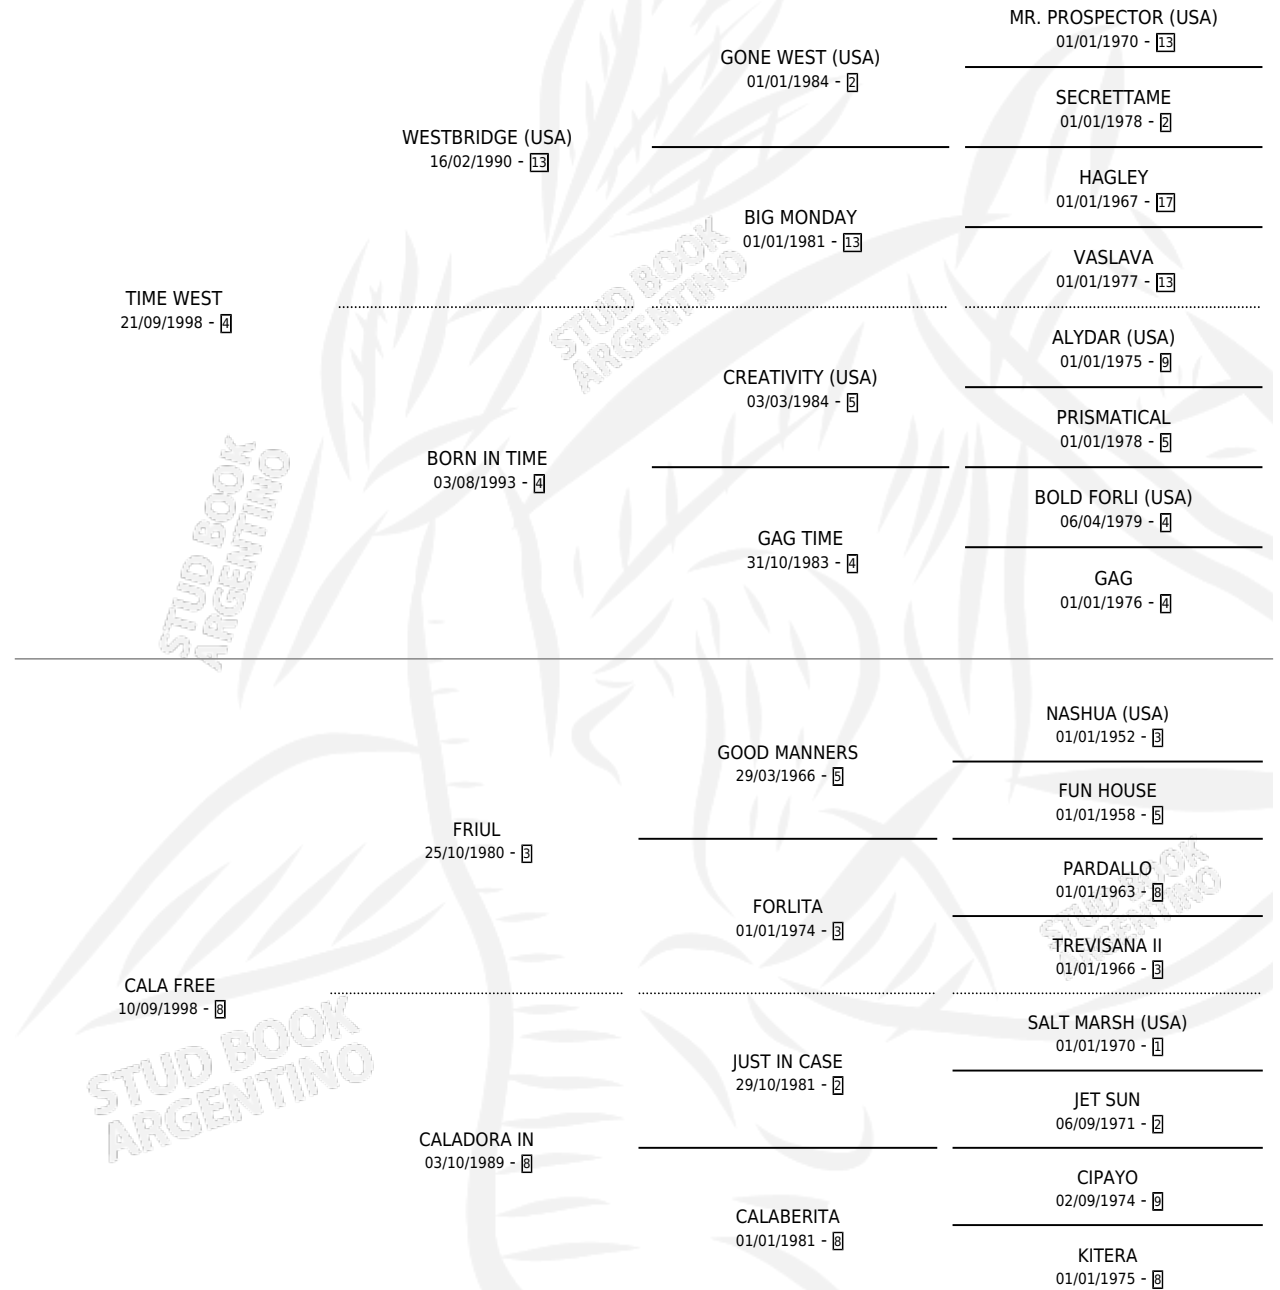 MR. PROSPECTOR (USA)
01/01/1970 - 13
GONE WEST (USA)
01/01/1984 - 2
SECRETTAME
01/01/1978 - 2
WESTBRIDGE (USA)
16/02/1990 - 13
HAGLEY
01/01/1967 - 17
BIG MONDAY
01/01/1981 - 13
VASLAVA
01/01/1977 - 13
TIME WEST
21/09/1998 - 4
STUD BOOK
ARGENTINO
ALYDAR (USA)
01/01/1975 - 9
CREATIVITY (USA)
03/03/1984 - 5
PRISMATICAL
01/01/1978 - 5
BORN IN TIME
03/08/1993 - 4
BOLD FORLI (USA)
06/04/1979 - 4
GAG TIME
31/10/1983 - 4
GAG
01/01/1976 - 4
STUD BOOK
ARGENTINO
NASHUA (USA)
01/01/1952 - 3
GOOD MANNERS
29/03/1966 - 5
FUN HOUSE
01/01/1958 - 5
FRIUL
25/10/1980 - 3
PARDALLO
01/01/1963 - 8
FORLITA
01/01/1974 - 3
TREVISANA II
01/01/1966 - 3
STUD BOOK
ARGENTINO
CALA FREE
10/09/1998 - 8
SALT MARSH (USA)
01/01/1970 - 1
JUST IN CASE
29/10/1981 - 2
JET SUN
06/09/1971 - 2
STUD BOOK
ARGENTINO
CALADORA IN
03/10/1989 - 8
CIPAYO
02/09/1974 - 9
CALABERITA
01/01/1981 - 8
KITERA
01/01/1975 - 8